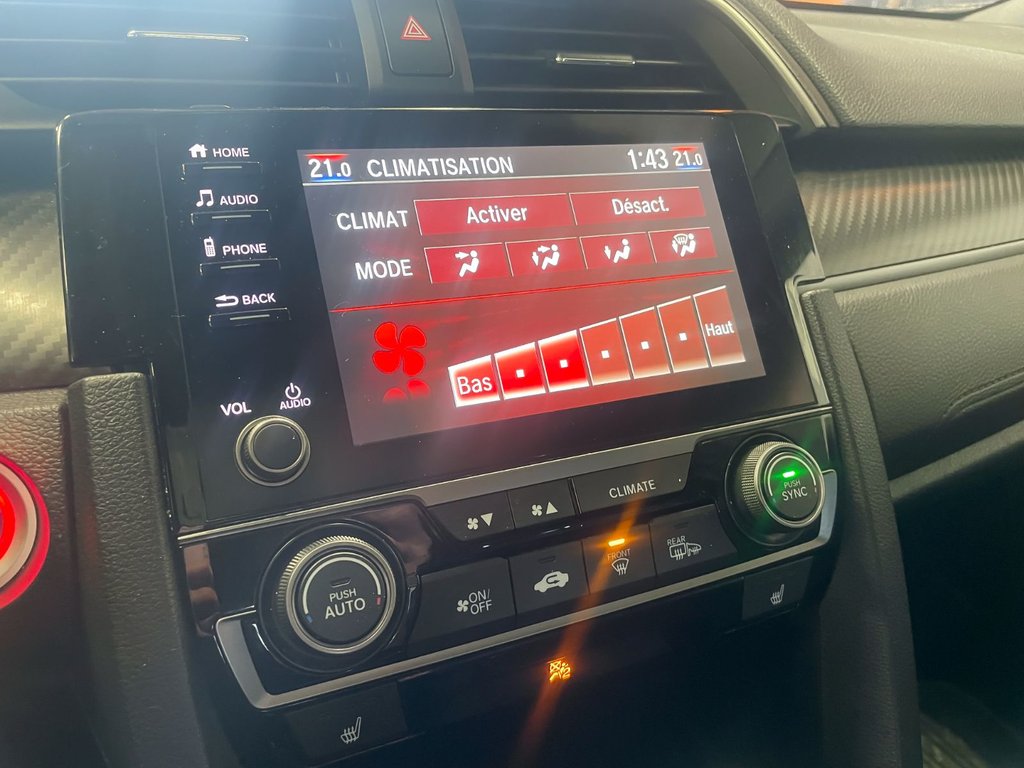 HOME
AUDIO
PHONE
BACK
VOL
AUDIO
21.0 CLIMATISATION 1:43 21.0
CLIMAT Activer Désact.
MODE
Bas Haut
CLIMATE
PUSH
SYNC
PUSH
AUTO
ON/
OFF
FRONT
REAR